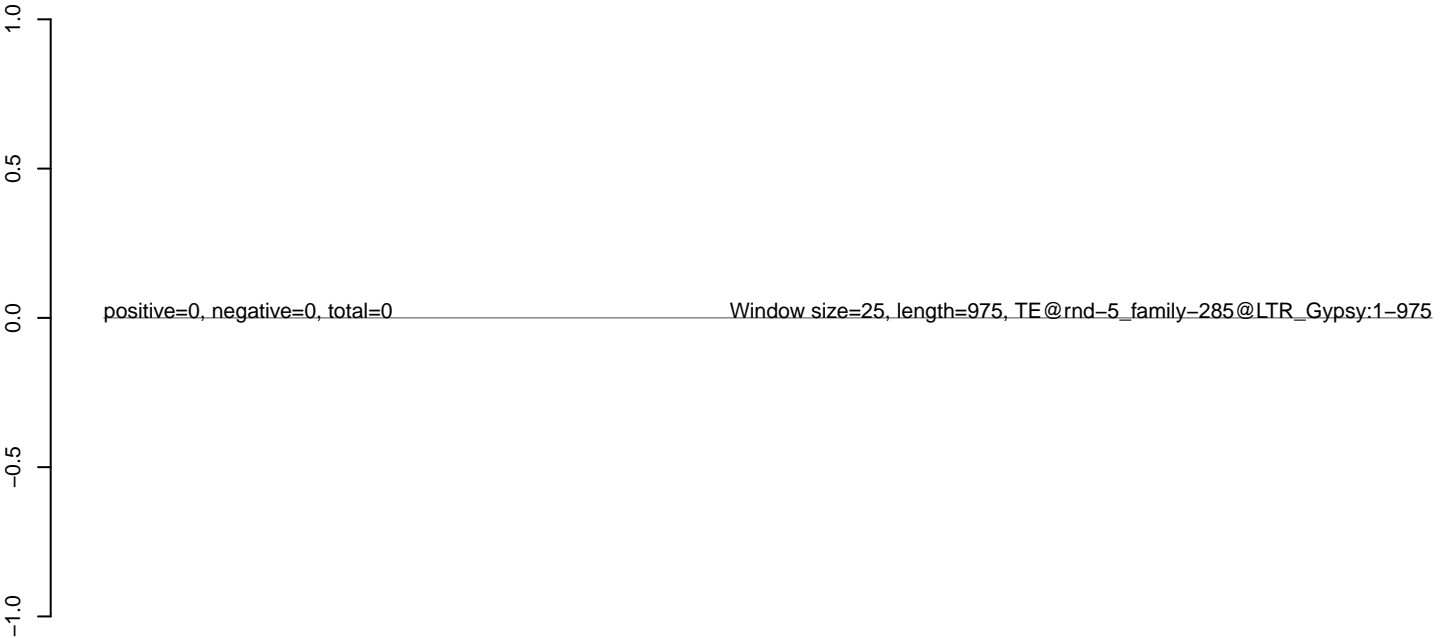 1.0
0.5
0.0
−0.5
−1.0
positive=0, negative=0, total=0
Window size=25, length=975, TE@rnd−5_family−285@LTR_Gypsy:1−975